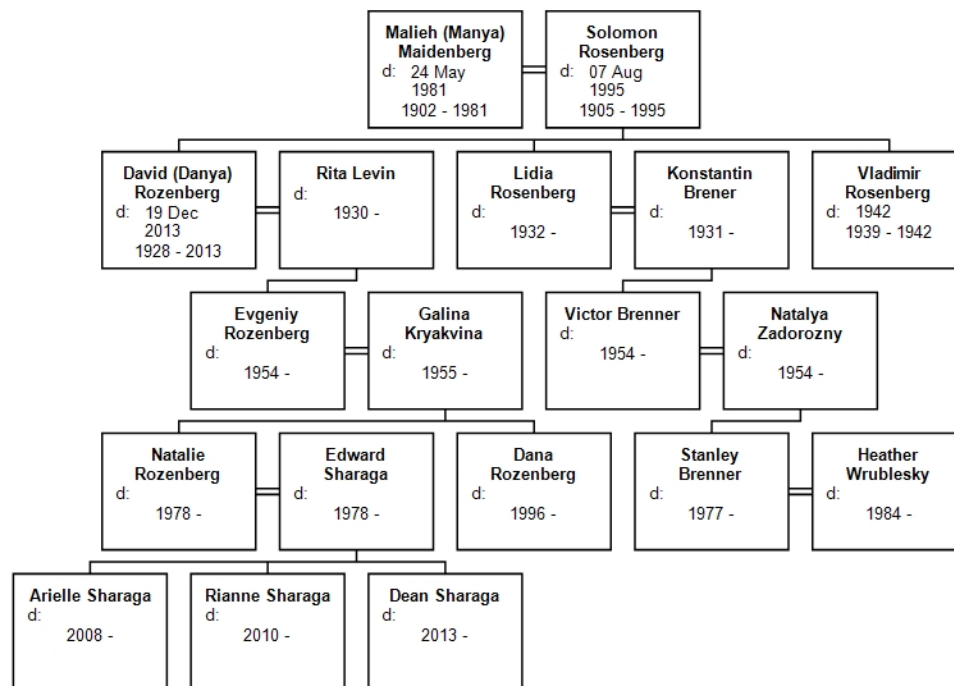 Malieh (Manya)
Maidenberg
d: 24 May
1981
1902 - 1981
Solomon
Rosenberg
d: 07 Aug
1995
1905 - 1995
David (Danya)
Rozenberg
d: 19 Dec
2013
1928 - 2013
Rita Levin
d:
1930 -
Lidia
Rosenberg
d:
1932 -
Konstantin
Brener
d:
1931 -
Vladimir
Rosenberg
d: 1942
1939 - 1942
Evgeniy
Rozenberg
d:
1954 -
Galina
Kryakvina
d:
1955 -
Victor Brenner
d:
1954 -
Natalya
Zadorozny
d:
1954 -
Natalie
Rozenberg
d:
1978 -
Edward
Sharaga
d:
1978 -
Dana
Rozenberg
d:
1996 -
Stanley
Brenner
d:
1977 -
Heather
Wrublesky
d:
1984 -
Arielle Sharaga
d:
2008 -
Rianne Sharaga
d:
2010 -
Dean Sharaga
d:
2013 -